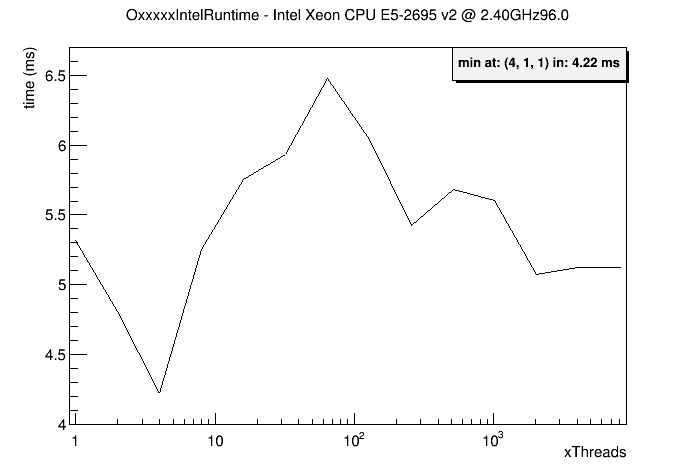 OxxxxxIntelRuntime - Intel Xeon CPU E5-2695 v2 @ 2.40GHz96.0
time (ms)
min at: (4, 1, 1) in: 4.22 ms
6.5
6
5.5
5
4.5
4
1 10 10² 10³
xThreads